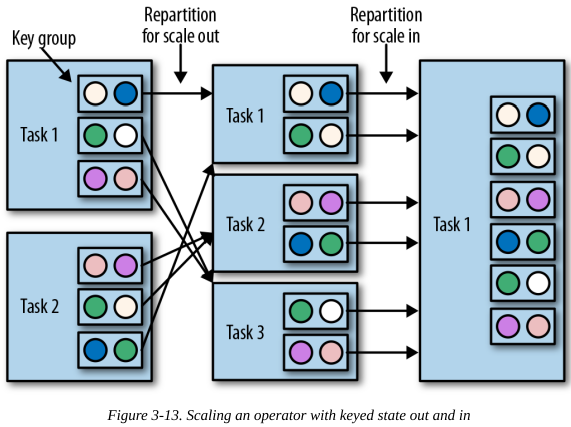 Repartition
for scale out
Repartition
for scale in
Key group
Task 1
Task 2
Task 1
Task 2
Task 3
Task 1
Figure 3-13. Scaling an operator with keyed state out and in